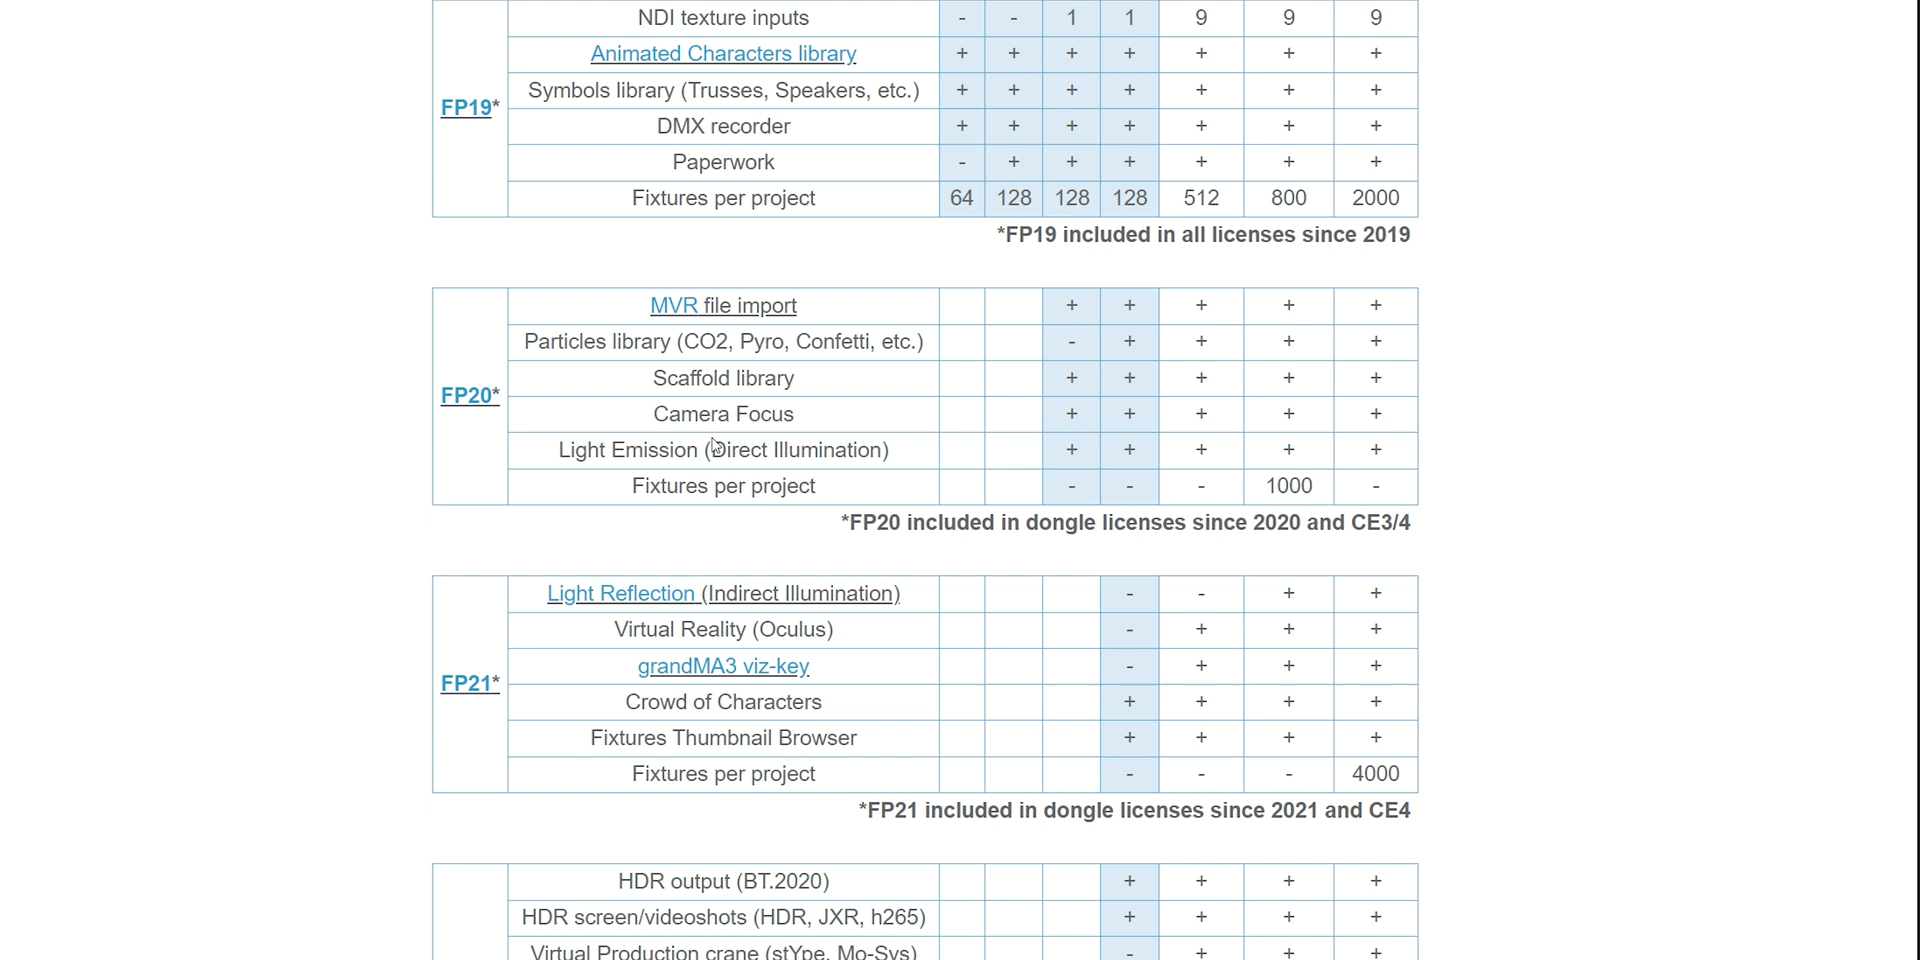 NDI texture inputs - - 1 1 9 9 9
Animated Characters library + + + + + + +
Symbols library (Trusses, Speakers, etc.) + + + + + + +
FP19*
DMX recorder + + + + + + +
Paperwork - + + + + + +
Fixtures per project 64 128 128 128 512 800 2000
*FP19 included in all licenses since 2019
MVR file import + + + + +
Particles library (CO2, Pyro, Confetti, etc.) - + + + +
Scaffold library + + + + +
FP20*
Camera Focus + + + + +
Light Emission (Direct Illumination) + + + + +
Fixtures per project - - - 1000 -
*FP20 included in dongle licenses since 2020 and CE3/4
Light Reflection (Indirect Illumination) - - + +
Virtual Reality (Oculus) - + + +
grandMA3 viz-key - + + +
FP21*
Crowd of Characters + + + +
Fixtures Thumbnail Browser + + + +
Fixtures per project - - - 4000
*FP21 included in dongle licenses since 2021 and CE4
HDR output (BT.2020) + + + +
HDR screen/videoshots (HDR, JXR, h265) + + + +
Virtual Production crane (stYpe, Mo-Sys) - + + +